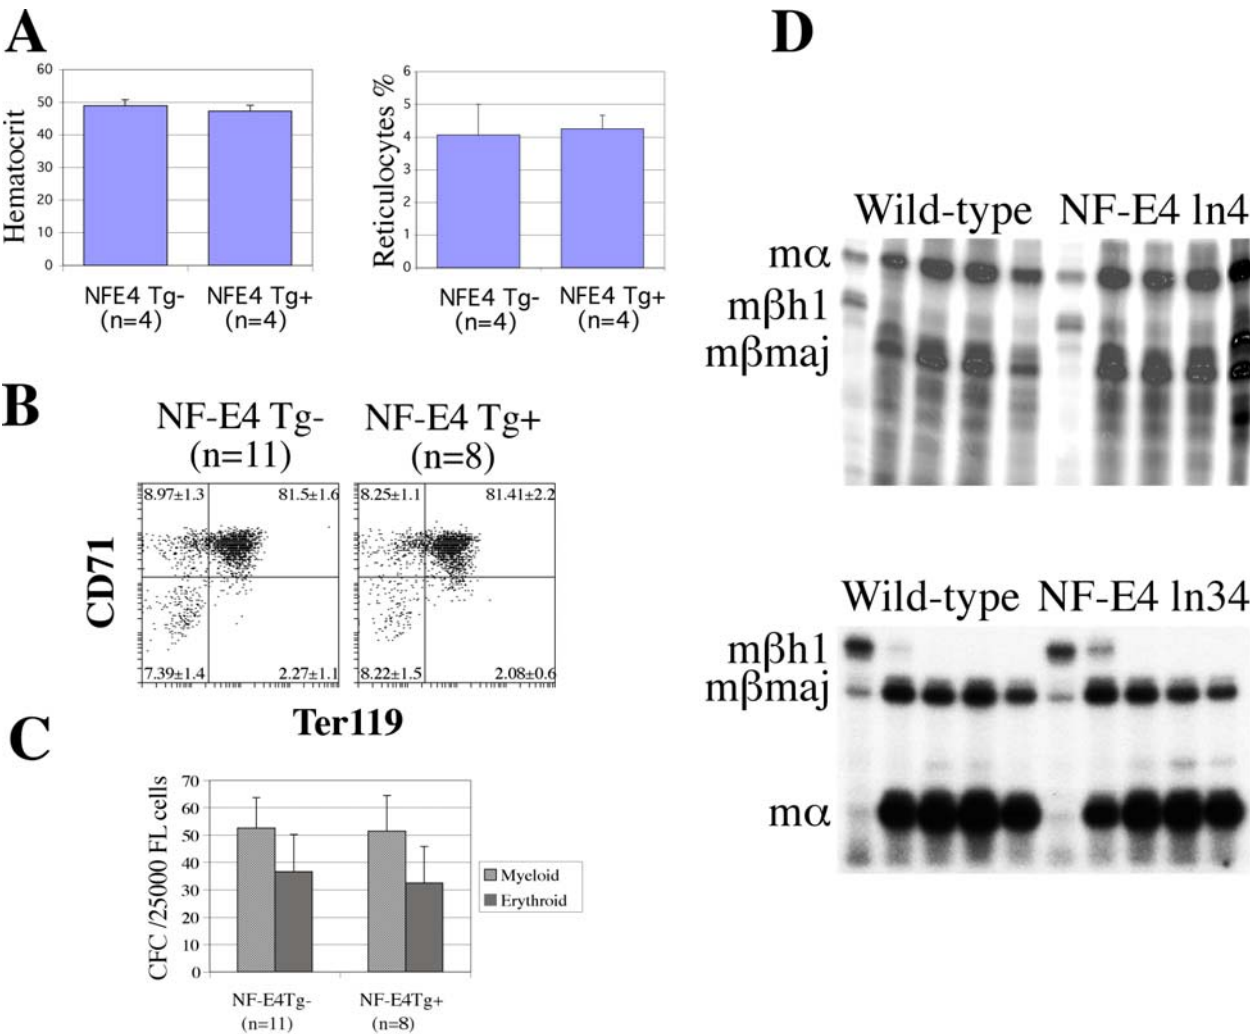 A
60
50
40
30
20
10
0
Hematocrit
NFE4 Tg-
(n=4)
NFE4 Tg+
(n=4)
6
5
4
3
2
1
0
Reticulocytes %
NFE4 Tg-
(n=4)
NFE4 Tg+
(n=4)
B
NF-E4 Tg-
(n=11)
NF-E4 Tg+
(n=8)
8.97±1.3
81.5±1.6
7.39±1.4
2.27±1.1
8.25±1.1
81.41±2.2
8.22±1.5
2.08±0.6
CD71
Ter119
C
70
60
50
40
30
20
10
0
CFC /25000 FL cells
NF-E4Tg-
(n=11)
NF-E4Tg+
(n=8)
Myeloid
Erythroid
D
Wild-type NF-E4 ln4
mα
mβh1
mβmaj
Wild-type NF-E4 ln34
mβh1
mβmaj
mα